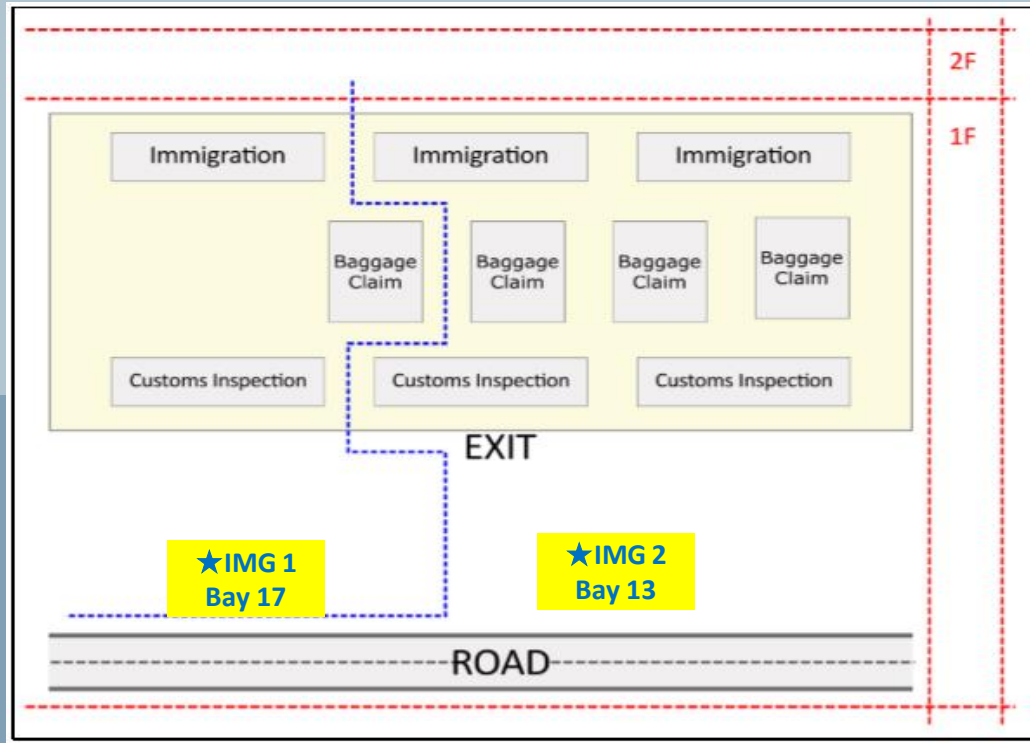 2F
1F
Immigration
Immigration
Immigration
Baggage
Claim
Baggage
Claim
Baggage
Claim
Baggage
Claim
Customs Inspection
Customs Inspection
Customs Inspection
EXIT
★IMG 1
Bay 17
★IMG 2
Bay 13
ROAD